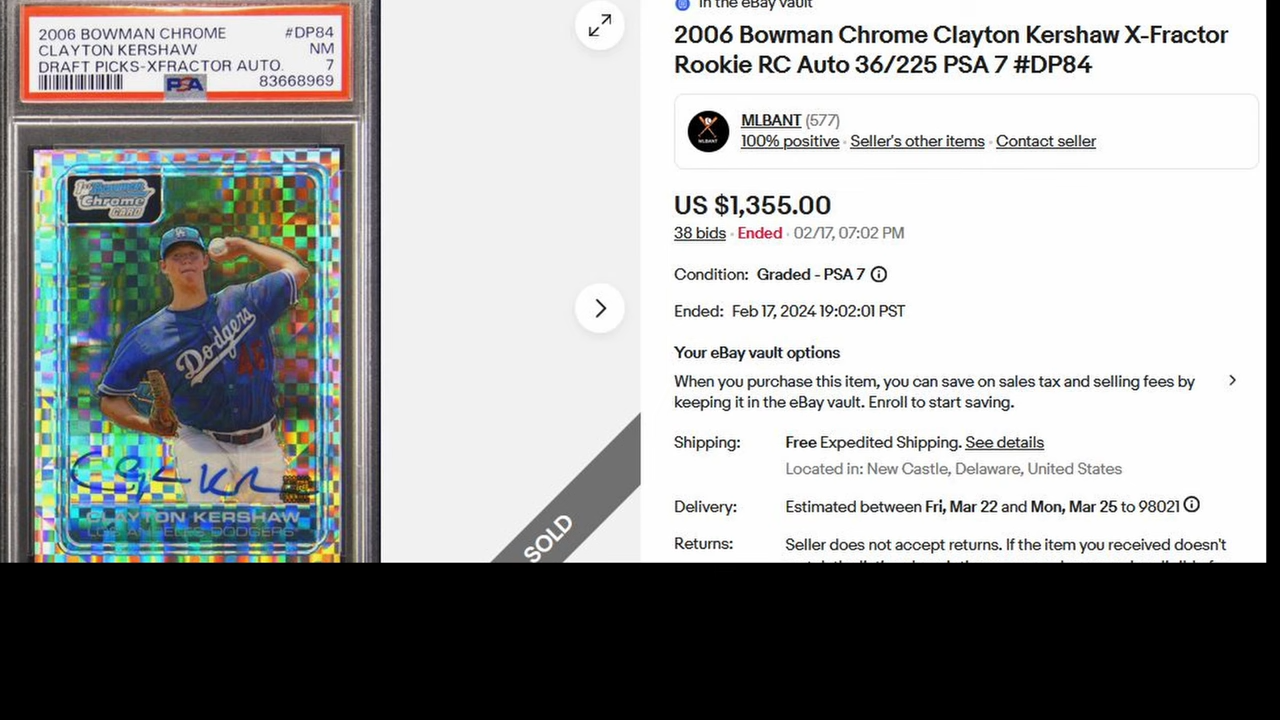 2006 BOWMAN CHROME #DP84
CLAYTON KERSHAW NM
DRAFT PICKS-XFRACTOR AUTO. 7
PSA 83668969
Bowman
Chrome
CARD
Dodgers
46
CLAYTON KERSHAW
LOS ANGELES DODGERS
SOLD
In the eBay vault
2006 Bowman Chrome Clayton Kershaw X-Fractor
Rookie RC Auto 36/225 PSA 7 #DP84
MLBANT
MLBANT (577)
100% positive · Seller's other items · Contact seller
US $1,355.00
38 bids · Ended · 02/17, 07:02 PM
Condition: Graded - PSA 7
Ended: Feb 17, 2024 19:02:01 PST
Your eBay vault options
When you purchase this item, you can save on sales tax and selling fees by
keeping it in the eBay vault. Enroll to start saving.
Shipping: Free Expedited Shipping. See details
Located in: New Castle, Delaware, United States
Delivery: Estimated between Fri, Mar 22 and Mon, Mar 25 to 98021
Returns: Seller does not accept returns. If the item you received doesn't